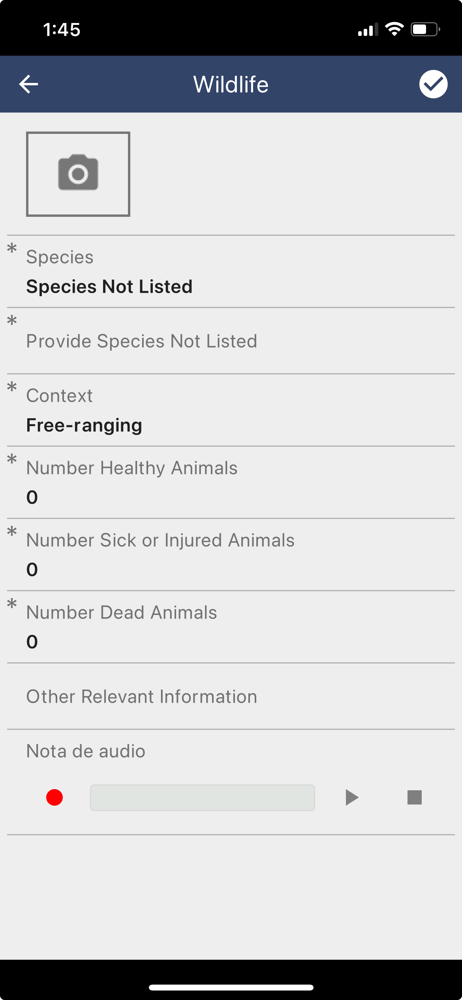 1:45
Wildlife
* Species
Species Not Listed
* Provide Species Not Listed
* Context
Free-ranging
* Number Healthy Animals
0
* Number Sick or Injured Animals
0
* Number Dead Animals
0
Other Relevant Information
Nota de audio